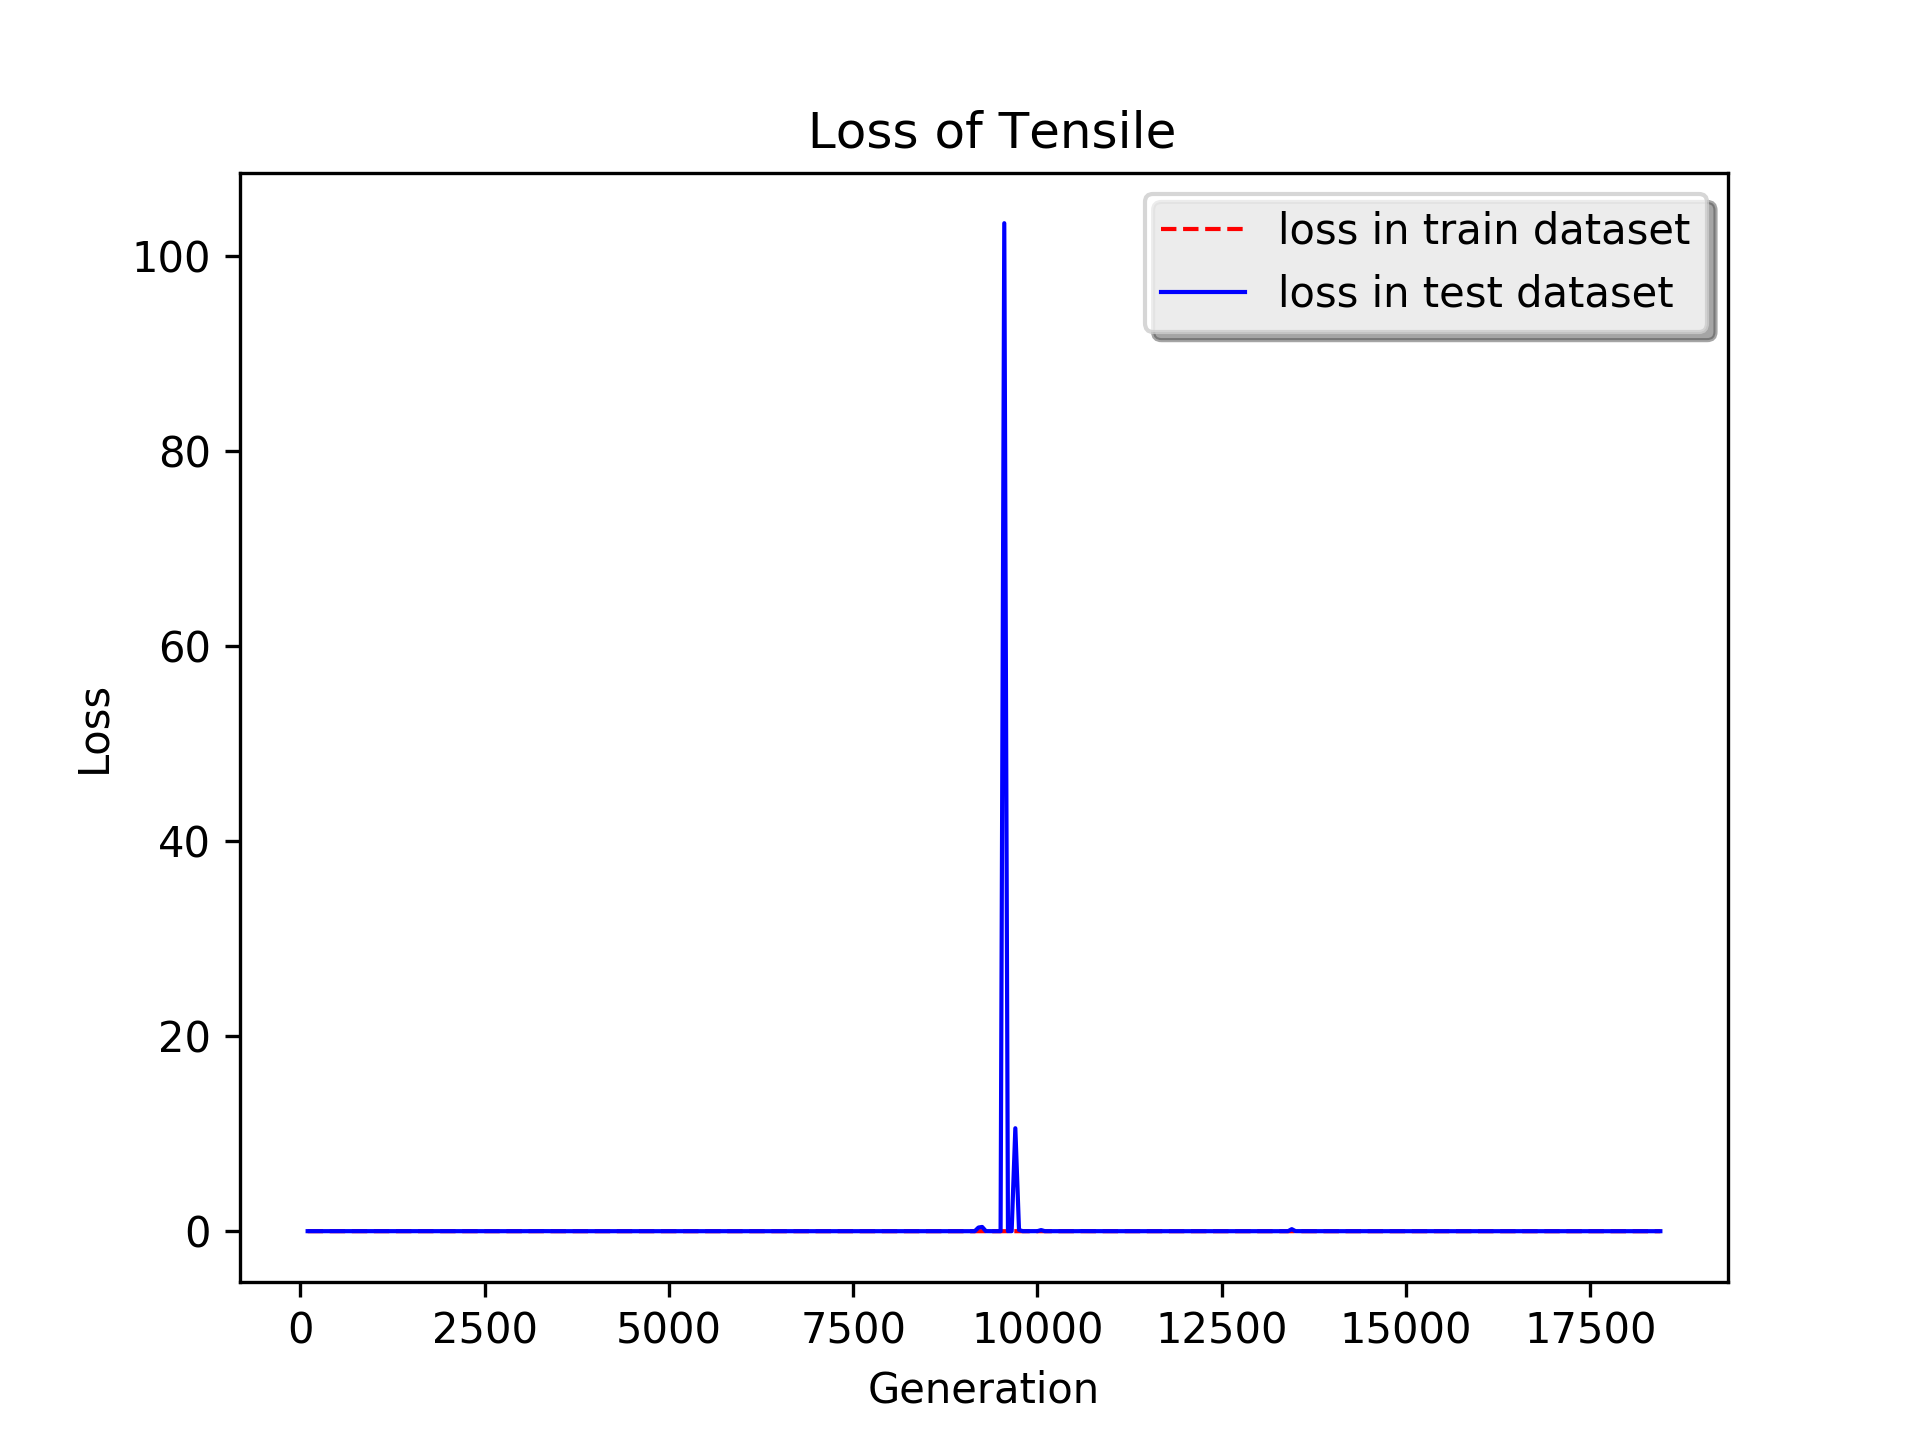 Loss of Tensile
loss in train dataset
loss in test dataset
100
80
60
40
20
0
Loss
0 2500 5000 7500 10000 12500 15000 17500
Generation